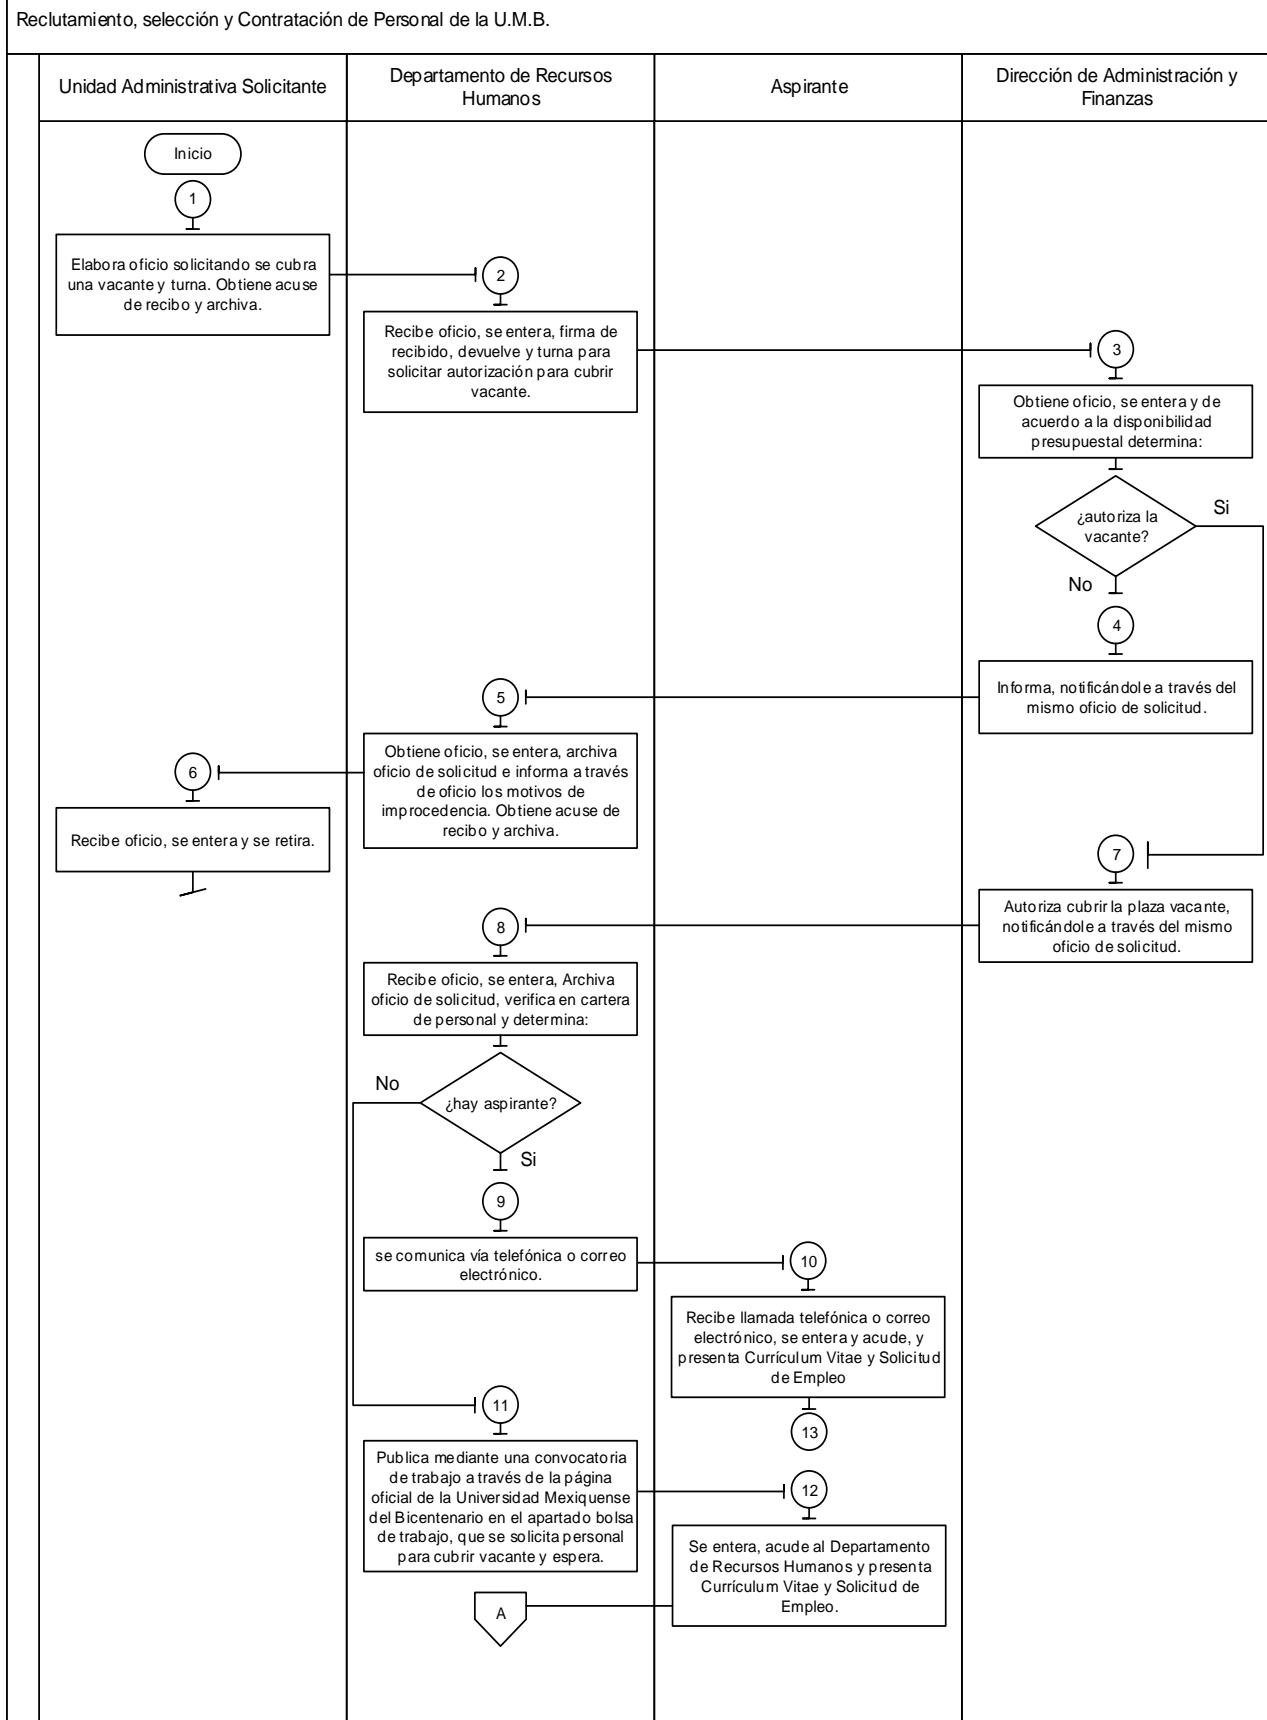 Reclutamiento, selección y Contratación de Personal de la U.M.B.
Unidad Administrativa Solicitante
Departamento de Recursos
Humanos
Aspirante
Dirección de Administración y
Finanzas
Inicio
1
Elabora oficio solicitando se cubra
una vacante y turna. Obtiene acuse
de recibo y archiva.
2
Recibe oficio, se entera, firma de
recibido, devuelve y turna para
solicitar autorización para cubrir
vacante.
3
Obtiene oficio, se entera y de
acuerdo a la disponibilidad
presupuestal determina:
¿autoriza la
vacante?
Si
No
4
Informa, notificándole a través del
mismo oficio de solicitud.
5
Obtiene oficio, se entera, archiva
oficio de solicitud e informa a través
de oficio los motivos de
improcedencia. Obtiene acuse de
recibo y archiva.
6
Recibe oficio, se entera y se retira.
7
Autoriza cubrir la plaza vacante,
notificándole a través del mismo
oficio de solicitud.
8
Recibe oficio, se entera, Archiva
oficio de solicitud, verifica en cartera
de personal y determina:
No
¿hay aspirante?
Si
9
se comunica vía telefónica o correo
electrónico.
10
Recibe llamada telefónica o correo
electrónico, se entera y acude, y
presenta Currículum Vitae y Solicitud
de Empleo
13
11
Publica mediante una convocatoria
de trabajo a través de la página
oficial de la Universidad Mexiquense
del Bicentenario en el apartado bolsa
de trabajo, que se solicita personal
para cubrir vacante y espera.
12
Se entera, acude al Departamento
de Recursos Humanos y presenta
Currículum Vitae y Solicitud de
Empleo.
A